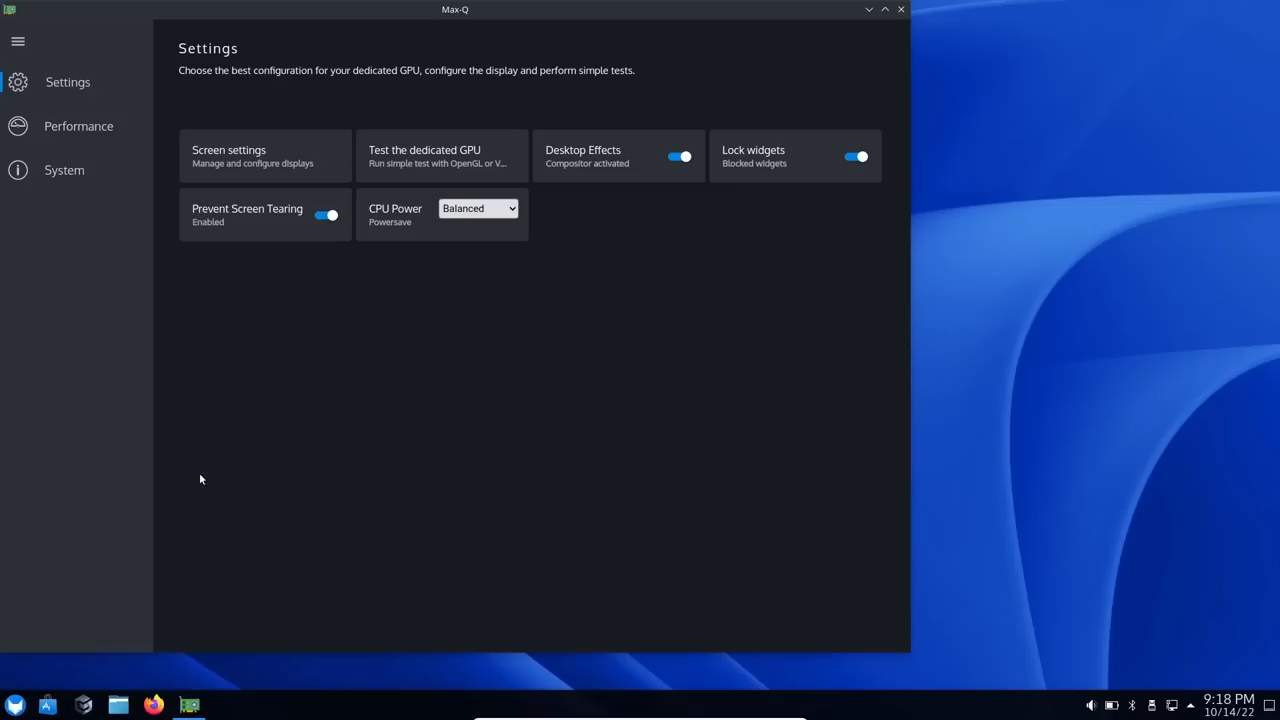 Max-Q
Settings
Choose the best configuration for your dedicated GPU, configure the display and perform simple tests.
Settings
Performance
System
Screen settings
Manage and configure displays
Test the dedicated GPU
Run simple test with OpenGL or V...
Desktop Effects
Compositor activated
Lock widgets
Blocked widgets
Prevent Screen Tearing
Enabled
CPU Power
Powersave
Balanced
9:18 PM
10/14/22